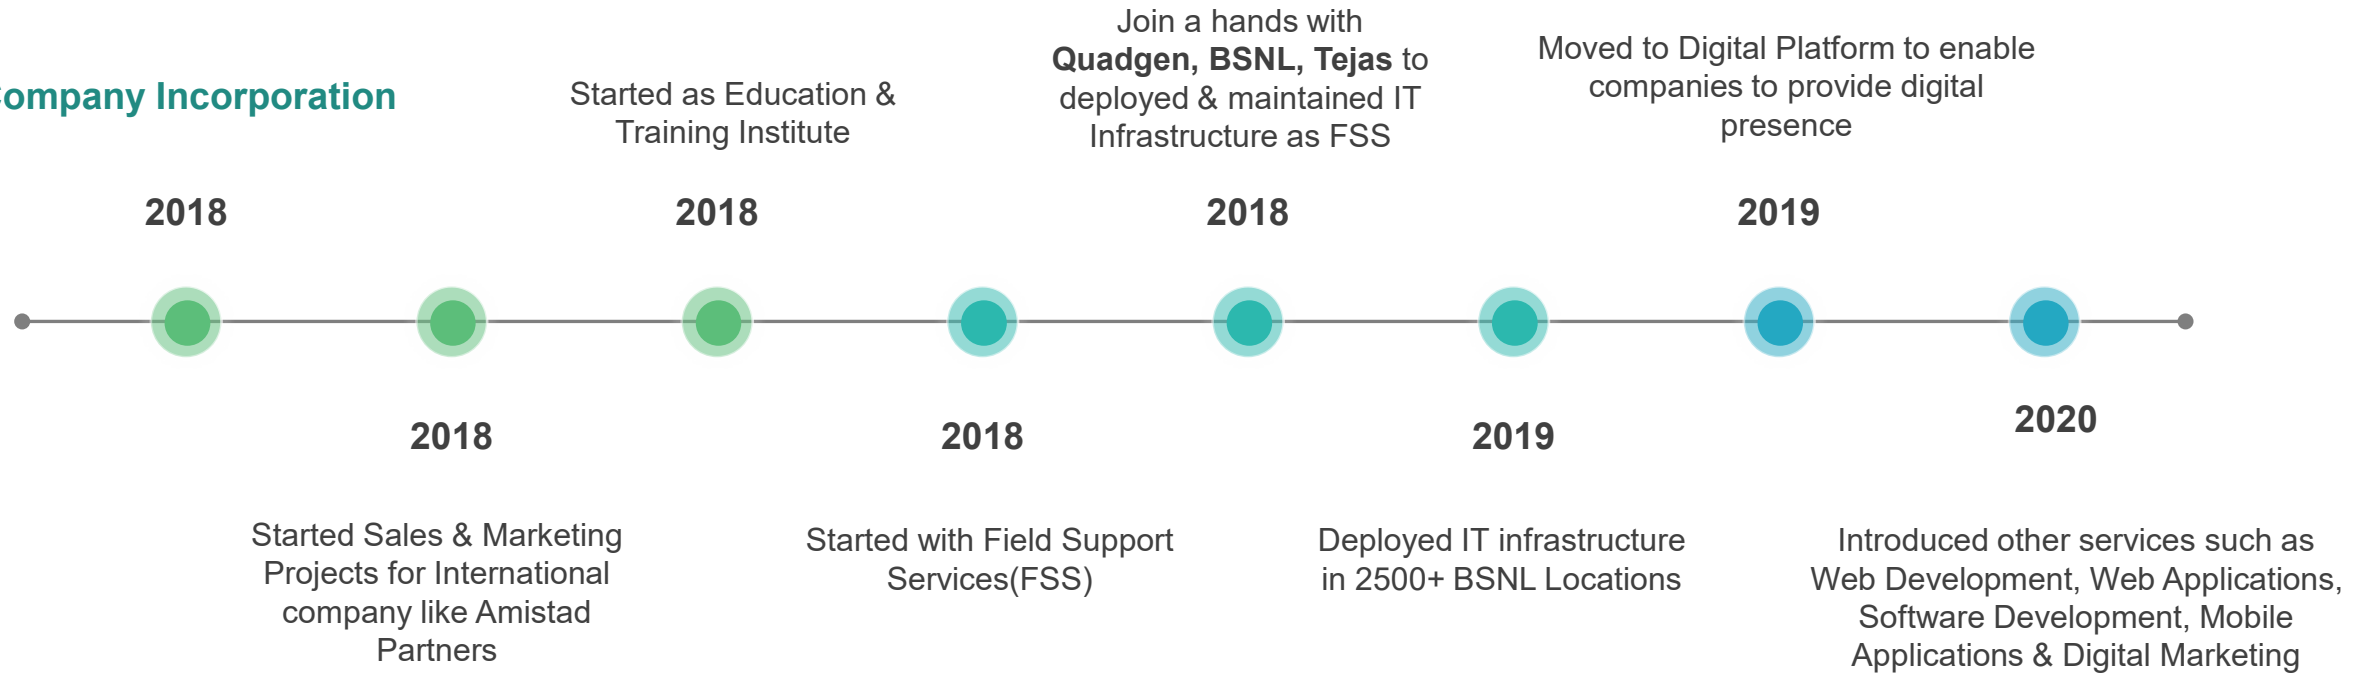 Company Incorporation
2018
2018
Started Sales & Marketing
Projects for International
company like Amistad
Partners
Started as Education &
Training Institute
2018
2018
Started with Field Support
Services(FSS)
Join a hands with
Quadgen, BSNL, Tejas to
deployed & maintained IT
Infrastructure as FSS
2018
2019
Deployed IT infrastructure
in 2500+ BSNL Locations
Moved to Digital Platform to enable
companies to provide digital
presence
2019
2020
Introduced other services such as
Web Development, Web Applications,
Software Development, Mobile
Applications & Digital Marketing